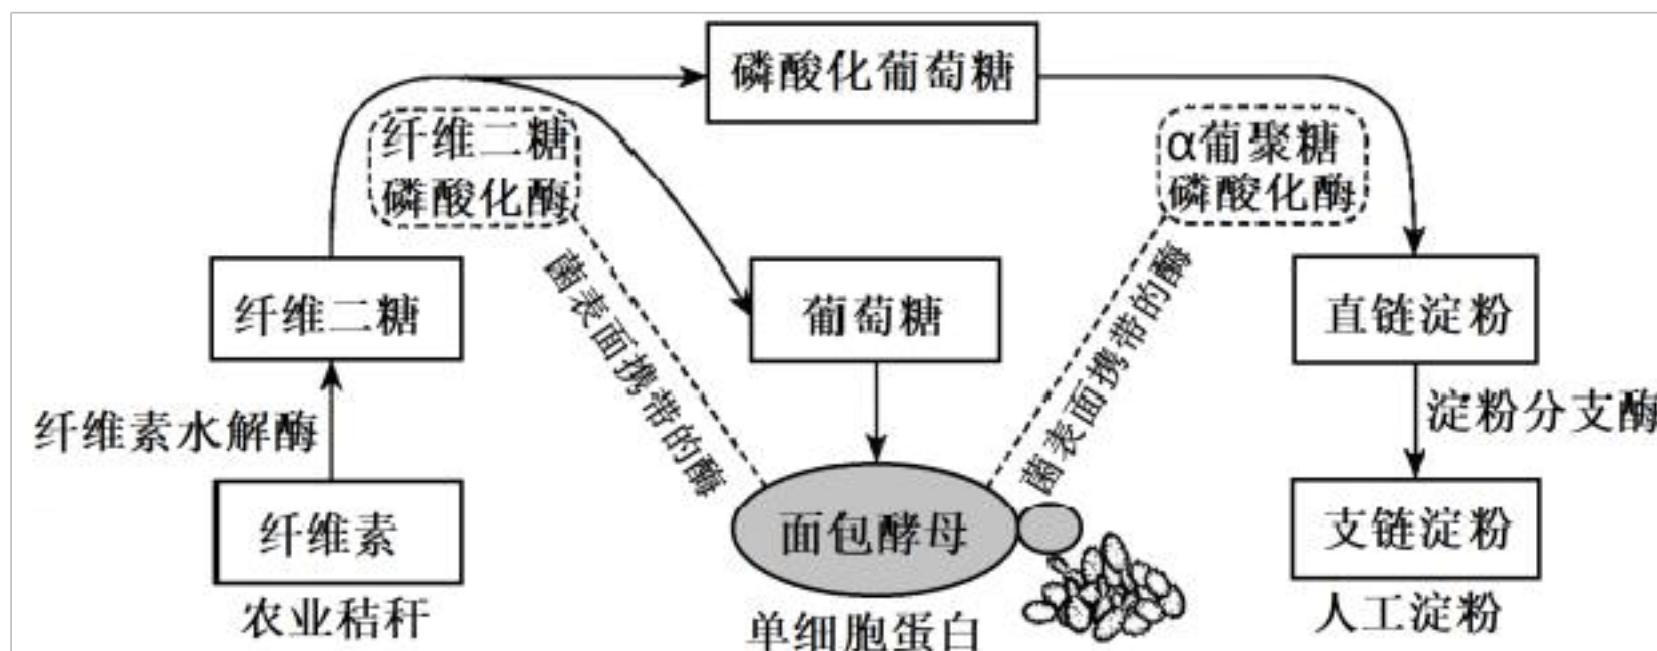 磷酸化葡萄糖
纤维二糖
磷酸化酶
α葡聚糖
磷酸化酶
菌表面携带的酶
菌表面携带的酶
纤维二糖
葡萄糖
直链淀粉
纤维素水解酶
淀粉分支酶
纤维素
面包酵母
支链淀粉
农业秸秆
单细胞蛋白
人工淀粉